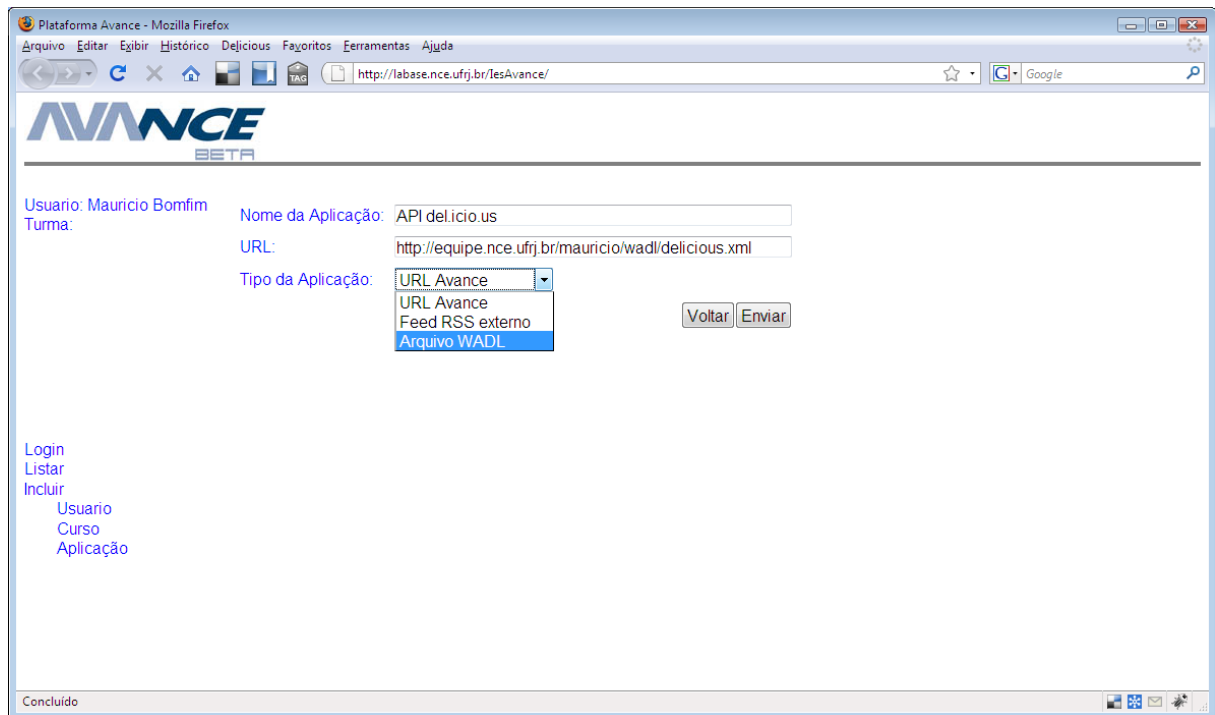 Plataforma Avance - Mozilla Firefox
Arquivo Editar Exibir Histórico Delicious Favoritos Ferramentas Ajuda
TAG http://labase.nce.ufrj.br/IesAvance/ G Google
AVANCE
BETA
Usuario: Mauricio Bomfim
Turma:
Nome da Aplicação: API del.icio.us
URL: http://equipe.nce.ufrj.br/mauricio/wadl/delicious.xml
Tipo da Aplicação: URL Avance
URL Avance
Feed RSS externo
Arquivo WADL
Voltar Enviar
Login
Listar
Incluir
Usuario
Curso
Aplicação
Concluído